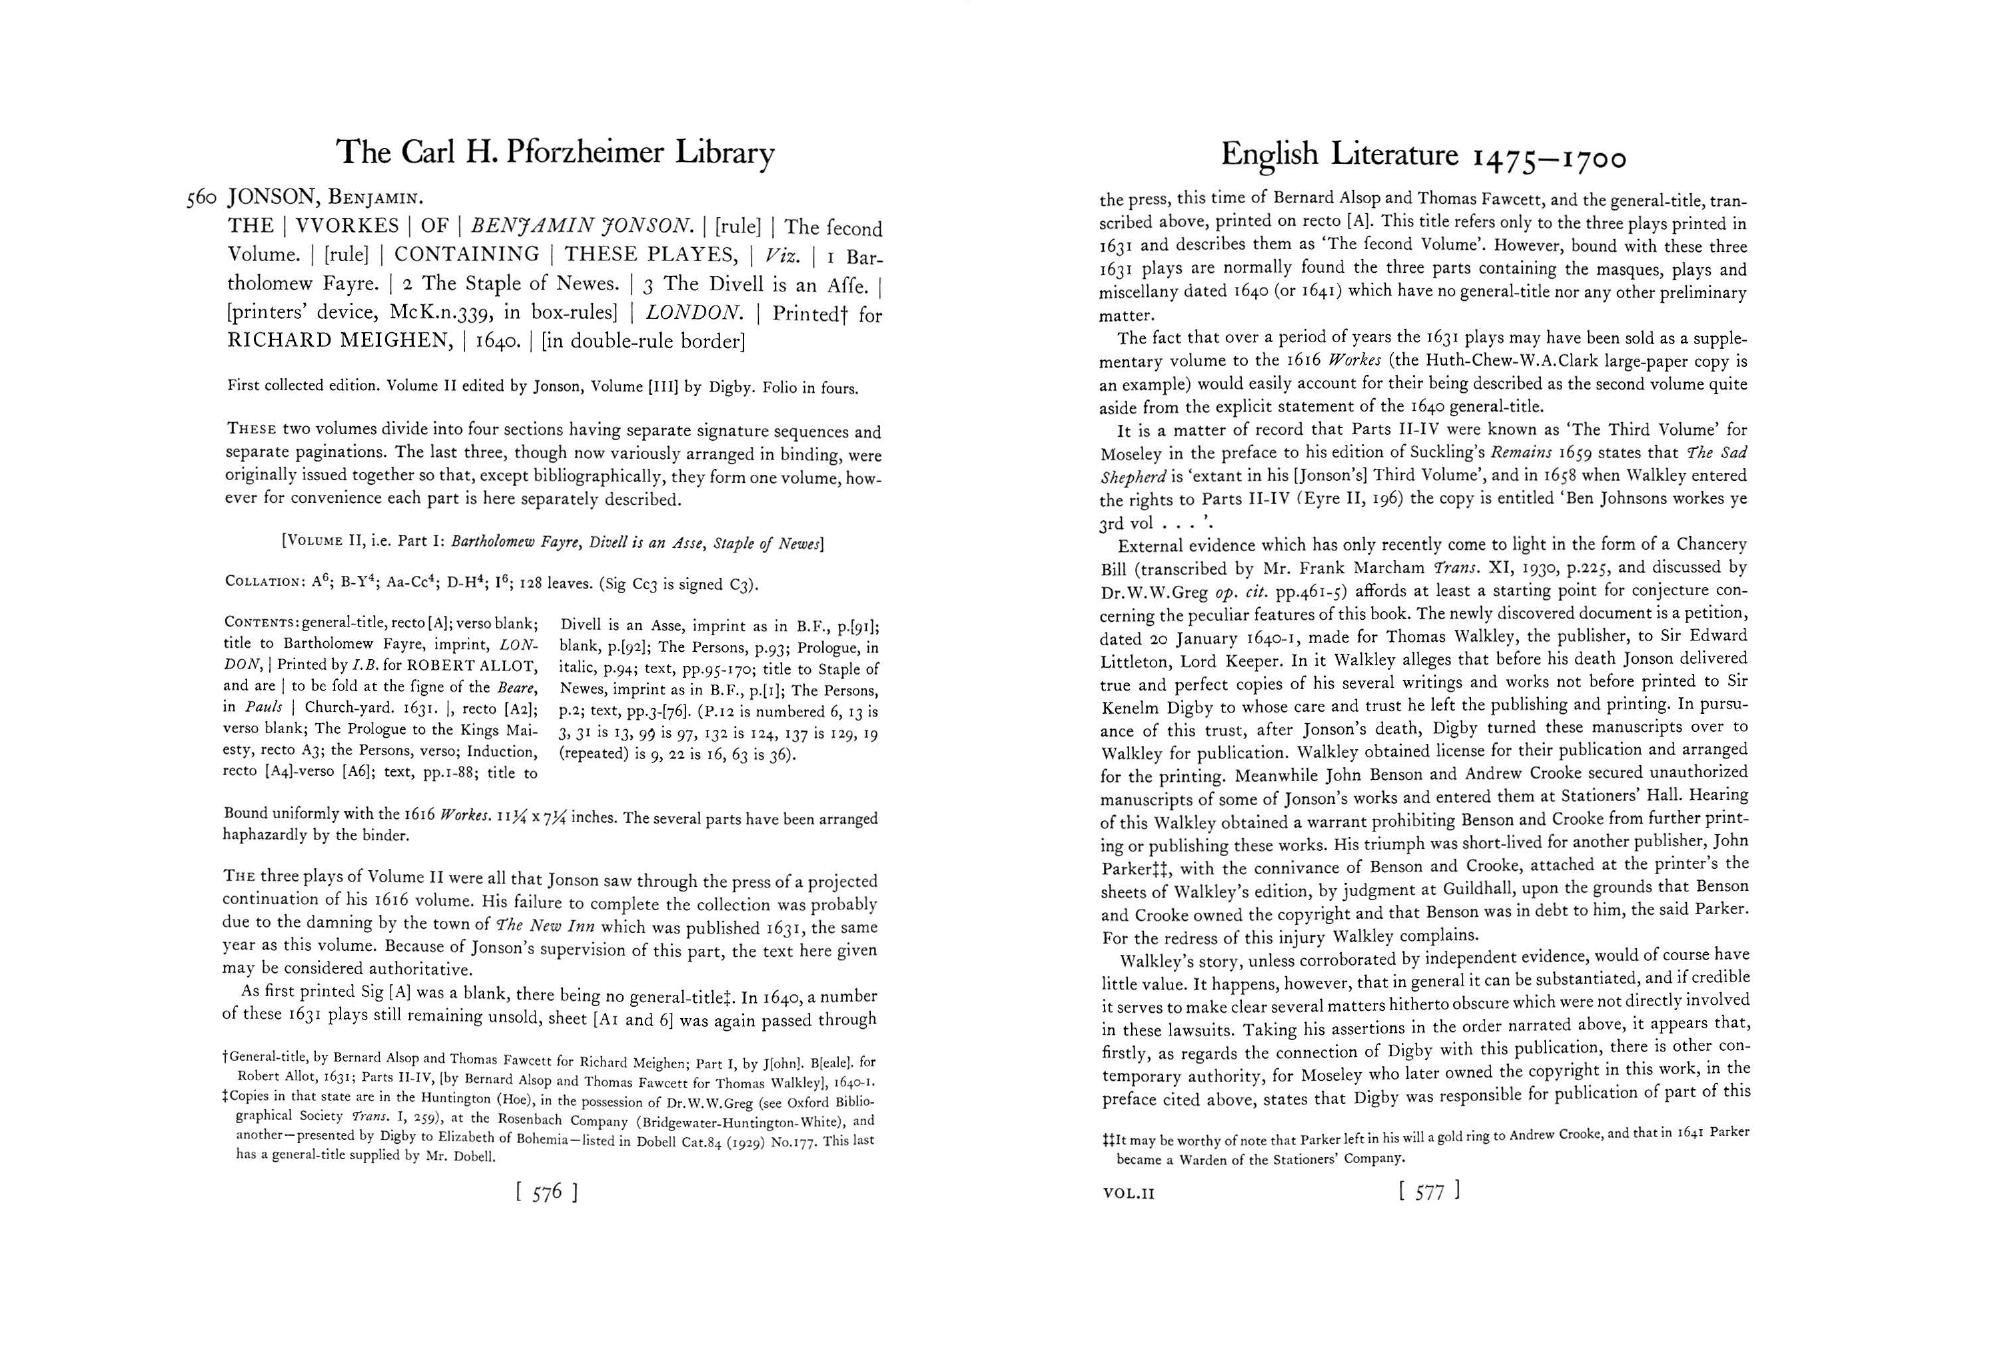 The Carl H. Pforzheimer Library
560 JONSON, BENJAMIN.
THE | VVORKES | OF | BENJAMIN JONSON. | [rule] | The ſecond
Volume. | [rule] | CONTAINING | THESE PLAYES, | Viz. | 1 Bar-
tholomew Fayre. | 2 The Staple of Newes. | 3 The Divell is an Aſſe. |
[printers' device, McK.n.339, in box-rules] | LONDON. | Printed† for
RICHARD MEIGHEN, | 1640. | [in double-rule border]
First collected edition. Volume II edited by Jonson, Volume [III] by Digby. Folio in fours.
THESE two volumes divide into four sections having separate signature sequences and
separate paginations. The last three, though now variously arranged in binding, were
originally issued together so that, except bibliographically, they form one volume, how-
ever for convenience each part is here separately described.
[VOLUME II, i.e. Part I: Bartholomew Fayre, Divell is an Asse, Staple of Newes]
COLLATION: A⁶; B-Y⁴; Aa-Cc⁴; D-H⁴; I⁶; 128 leaves. (Sig Cc3 is signed C3).
CONTENTS: general-title, recto [A]; verso blank;
title to Bartholomew Fayre, imprint, LON-
DON, | Printed by I.B. for ROBERT ALLOT,
and are | to be ſold at the ſigne of the Beare,
in Pauls | Church-yard. 1631. |, recto [A2];
verso blank; The Prologue to the Kings Mai-
esty, recto A3; the Persons, verso; Induction,
recto [A4]-verso [A6]; text, pp.1-88; title to
Divell is an Asse, imprint as in B.F., p.[91];
blank, p.[92]; The Persons, p.93; Prologue, in
italic, p.94; text, pp.95-170; title to Staple of
Newes, imprint as in B.F., p.[1]; The Persons,
p.2; text, pp.3-[76]. (P.12 is numbered 6, 13 is
3, 31 is 13, 99 is 97, 132 is 124, 137 is 129, 19
(repeated) is 9, 22 is 16, 63 is 36).
Bound uniformly with the 1616 Workes. 11¼ x 7¼ inches. The several parts have been arranged
haphazardly by the binder.
THE three plays of Volume II were all that Jonson saw through the press of a projected
continuation of his 1616 volume. His failure to complete the collection was probably
due to the damning by the town of The New Inn which was published 1631, the same
year as this volume. Because of Jonson's supervision of this part, the text here given
may be considered authoritative.
As first printed Sig [A] was a blank, there being no general-title‡. In 1640, a number
of these 1631 plays still remaining unsold, sheet [A1 and 6] was again passed through
†General-title, by Bernard Alsop and Thomas Fawcett for Richard Meighen; Part I, by J[ohn]. B[eale]. for
Robert Allot, 1631; Parts II-IV, [by Bernard Alsop and Thomas Fawcett for Thomas Walkley], 1640-1.
‡Copies in that state are in the Huntington (Hoe), in the possession of Dr.W.W.Greg (see Oxford Biblio-
graphical Society Trans. I, 259), at the Rosenbach Company (Bridgewater-Huntington-White), and
another—presented by Digby to Elizabeth of Bohemia—listed in Dobell Cat.84 (1929) No.177. This last
has a general-title supplied by Mr. Dobell.
[ 576 ]
English Literature 1475—1700
the press, this time of Bernard Alsop and Thomas Fawcett, and the general-title, tran-
scribed above, printed on recto [A]. This title refers only to the three plays printed in
1631 and describes them as 'The ſecond Volume'. However, bound with these three
1631 plays are normally found the three parts containing the masques, plays and
miscellany dated 1640 (or 1641) which have no general-title nor any other preliminary
matter.
The fact that over a period of years the 1631 plays may have been sold as a supple-
mentary volume to the 1616 Workes (the Huth-Chew-W.A.Clark large-paper copy is
an example) would easily account for their being described as the second volume quite
aside from the explicit statement of the 1640 general-title.
It is a matter of record that Parts II-IV were known as 'The Third Volume' for
Moseley in the preface to his edition of Suckling's Remains 1659 states that The Sad
Shepherd is 'extant in his [Jonson's] Third Volume', and in 1658 when Walkley entered
the rights to Parts II-IV (Eyre II, 196) the copy is entitled 'Ben Johnsons workes ye
3rd vol . . . '.
External evidence which has only recently come to light in the form of a Chancery
Bill (transcribed by Mr. Frank Marcham Trans. XI, 1930, p.225, and discussed by
Dr.W.W.Greg op. cit. pp.461-5) affords at least a starting point for conjecture con-
cerning the peculiar features of this book. The newly discovered document is a petition,
dated 20 January 1640-1, made for Thomas Walkley, the publisher, to Sir Edward
Littleton, Lord Keeper. In it Walkley alleges that before his death Jonson delivered
true and perfect copies of his several writings and works not before printed to Sir
Kenelm Digby to whose care and trust he left the publishing and printing. In pursu-
ance of this trust, after Jonson's death, Digby turned these manuscripts over to
Walkley for publication. Walkley obtained license for their publication and arranged
for the printing. Meanwhile John Benson and Andrew Crooke secured unauthorized
manuscripts of some of Jonson's works and entered them at Stationers' Hall. Hearing
of this Walkley obtained a warrant prohibiting Benson and Crooke from further print-
ing or publishing these works. His triumph was short-lived for another publisher, John
Parker‡‡, with the connivance of Benson and Crooke, attached at the printer's the
sheets of Walkley's edition, by judgment at Guildhall, upon the grounds that Benson
and Crooke owned the copyright and that Benson was in debt to him, the said Parker.
For the redress of this injury Walkley complains.
Walkley's story, unless corroborated by independent evidence, would of course have
little value. It happens, however, that in general it can be substantiated, and if credible
it serves to make clear several matters hitherto obscure which were not directly involved
in these lawsuits. Taking his assertions in the order narrated above, it appears that,
firstly, as regards the connection of Digby with this publication, there is other con-
temporary authority, for Moseley who later owned the copyright in this work, in the
preface cited above, states that Digby was responsible for publication of part of this
‡‡It may be worthy of note that Parker left in his will a gold ring to Andrew Crooke, and that in 1641 Parker
became a Warden of the Stationers' Company.
VOL.II
[ 577 ]